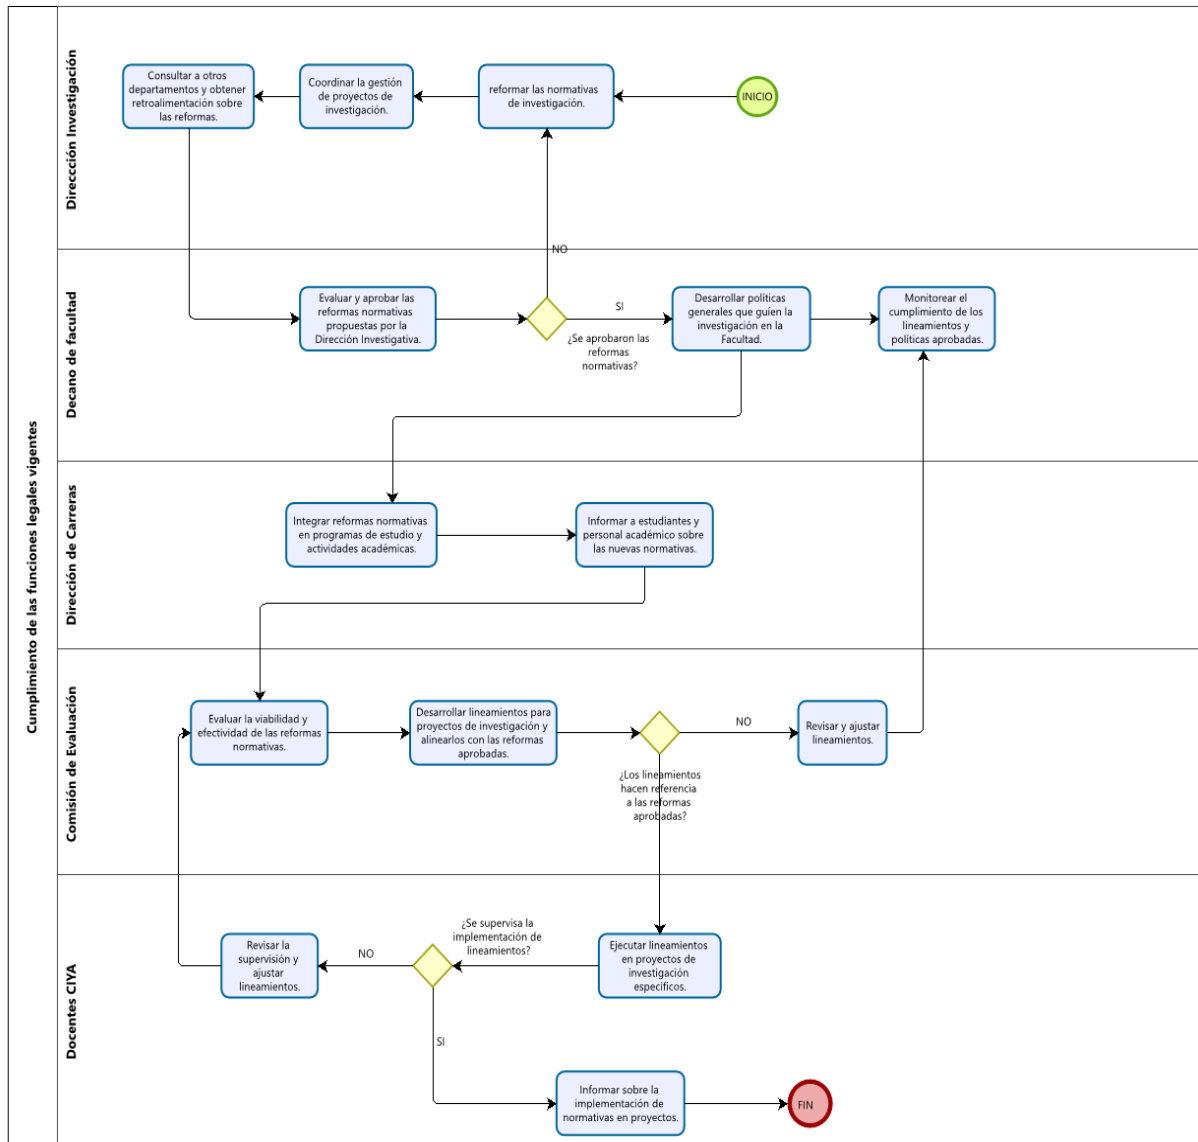 Cumplimiento de las funciones legales vigentes
Direccción Investigación
Consultar a otros
departamentos y obtener
retroalimentación sobre
las reformas.
Coordinar la gestión
de proyectos de
investigación.
reformar las normativas
de investigación.
INICIO
NO
Decano de facultad
Evaluar y aprobar las
reformas normativas
propuestas por la
Dirección Investigativa.
SI
¿Se aprobaron las
reformas
normativas?
Desarrollar políticas
generales que guíen la
investigación en la
Facultad.
Monitorear el
cumplimiento de los
lineamientos y
políticas aprobadas.
Dirección de Carreras
Integrar reformas normativas
en programas de estudio y
actividades académicas.
Informar a estudiantes y
personal académico sobre
las nuevas normativas.
Comisión de Evaluación
Evaluar la viabilidad y
efectividad de las reformas
normativas.
Desarrollar lineamientos para
proyectos de investigación y
alinearlos con las reformas
aprobadas.
NO
¿Los lineamientos
hacen referencia
a las reformas
aprobadas?
Revisar y ajustar
lineamientos.
Docentes CIYA
Revisar la
supervisión y
ajustar
lineamientos.
NO
¿Se supervisa la
implementación de
lineamientos?
Ejecutar lineamientos
en proyectos de
investigación
específicos.
SI
Informar sobre la
implementación de
normativas en proyectos.
FIN